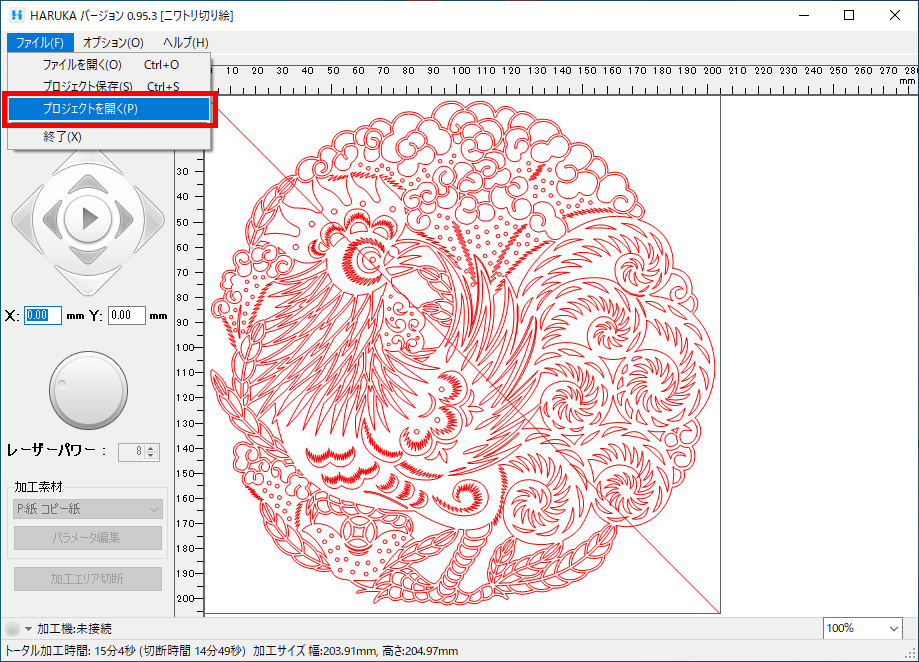 HARUKA バージョン 0.95.3 [ニワトリ切り絵]
ファイル(F) オプション(O) ヘルプ(H)
ファイルを開く(O) Ctrl+O
プロジェクト保存(S) Ctrl+S
プロジェクトを開く(P)
終了(X)
10 20 30 40 50 60 70 80 90 100 110 120 130 140 150 160 170 180 190 200 210 220 230 240 250 260 270 280
mm
30
40
50
60
70
80
90
100
110
120
130
140
150
160
170
180
190
200
X: 0.00 mm Y: 0.00 mm
レーザーパワー： 8
加工素材
P:紙 コピー紙
パラメータ編集
加工エリア切断
加工機:未接続
100%
トータル加工時間: 15分4秒 (切断時間 14分49秒) 加工サイズ 幅:203.91mm, 高さ:204.97mm